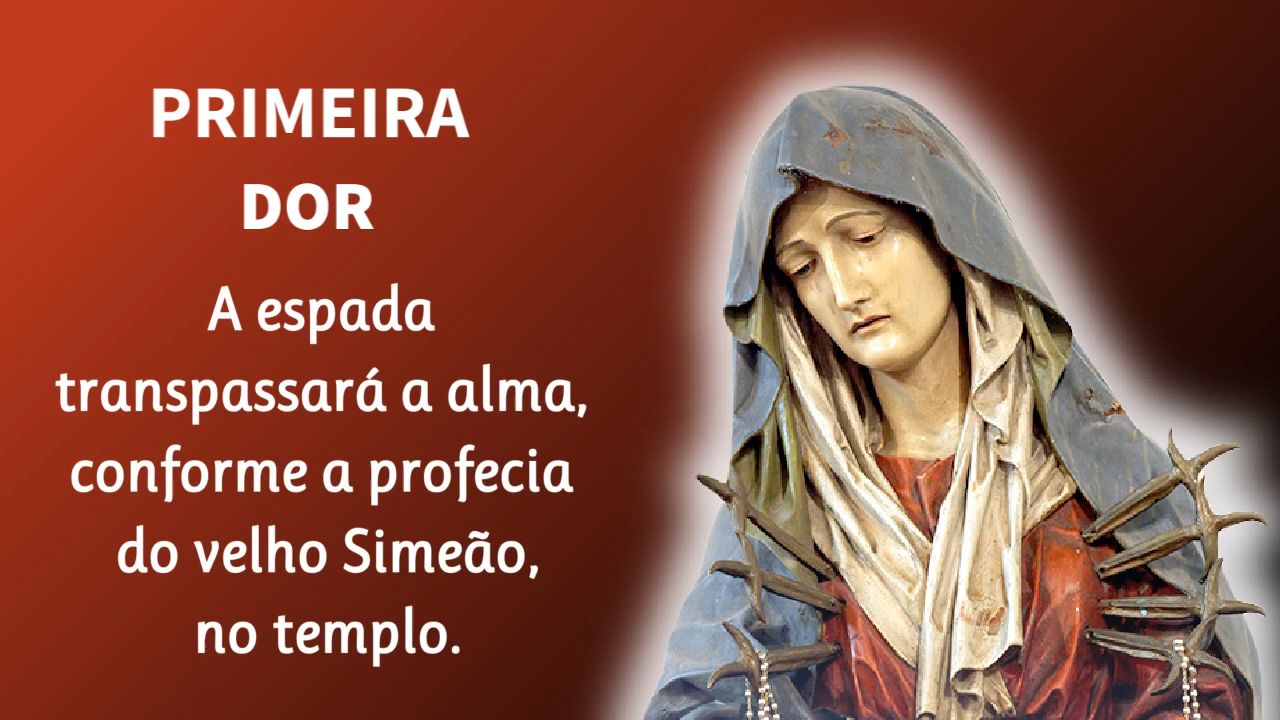 PRIMEIRA
DOR
A espada
transpassará a alma,
conforme a profecia
do velho Simeão,
no templo.